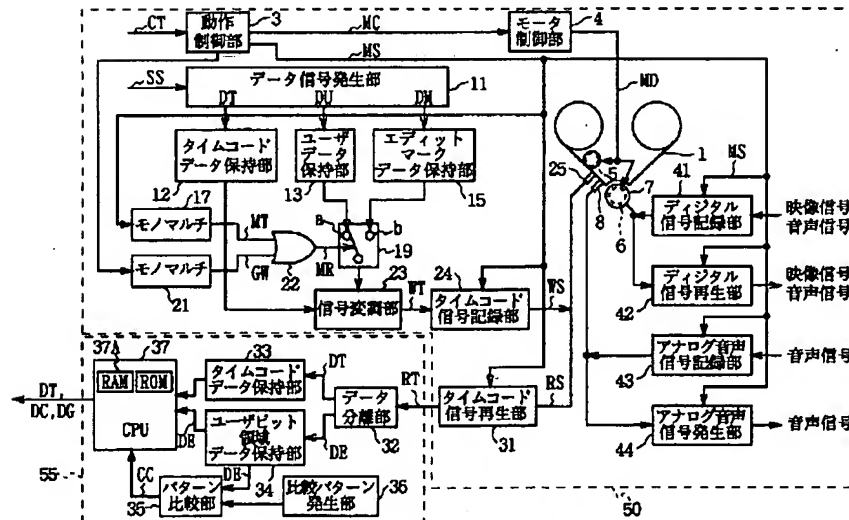 3
4
CT
動作
制御部
MC
モータ
制御部
MS
MD
SS
データ信号発生部
11
DT
DU
DM
タイムコード
データ保持部
ユーザ
データ
保持部
エディット
マーク
データ保持部
12
17
13
15
25
5
1
7
8
6
41
MS
ディジタル
信号記録部
映像信号
音声信号
モノマルチ
MT
a
b
19
モノマルチ
GW
22
MR
21
23
24
信号変調部
WT
タイムコード
信号記録部
WS
ディジタル
信号再生部
映像信号
音声信号
42
37A
37
33
RAM
ROM
CPU
タイムコード
データ保持部
DT
データ
分離部
RT
タイムコード
信号再生部
RS
アナログ音声
信号記録部
音声信号
43
DT
DC,DG
DE
ユーザビット
領域
データ保持部
DE
32
31
アナログ音声
信号発生部
音声信号
44
55
CC
DE
34
36
パターン
比較部
比較パターン
発生部
35
50